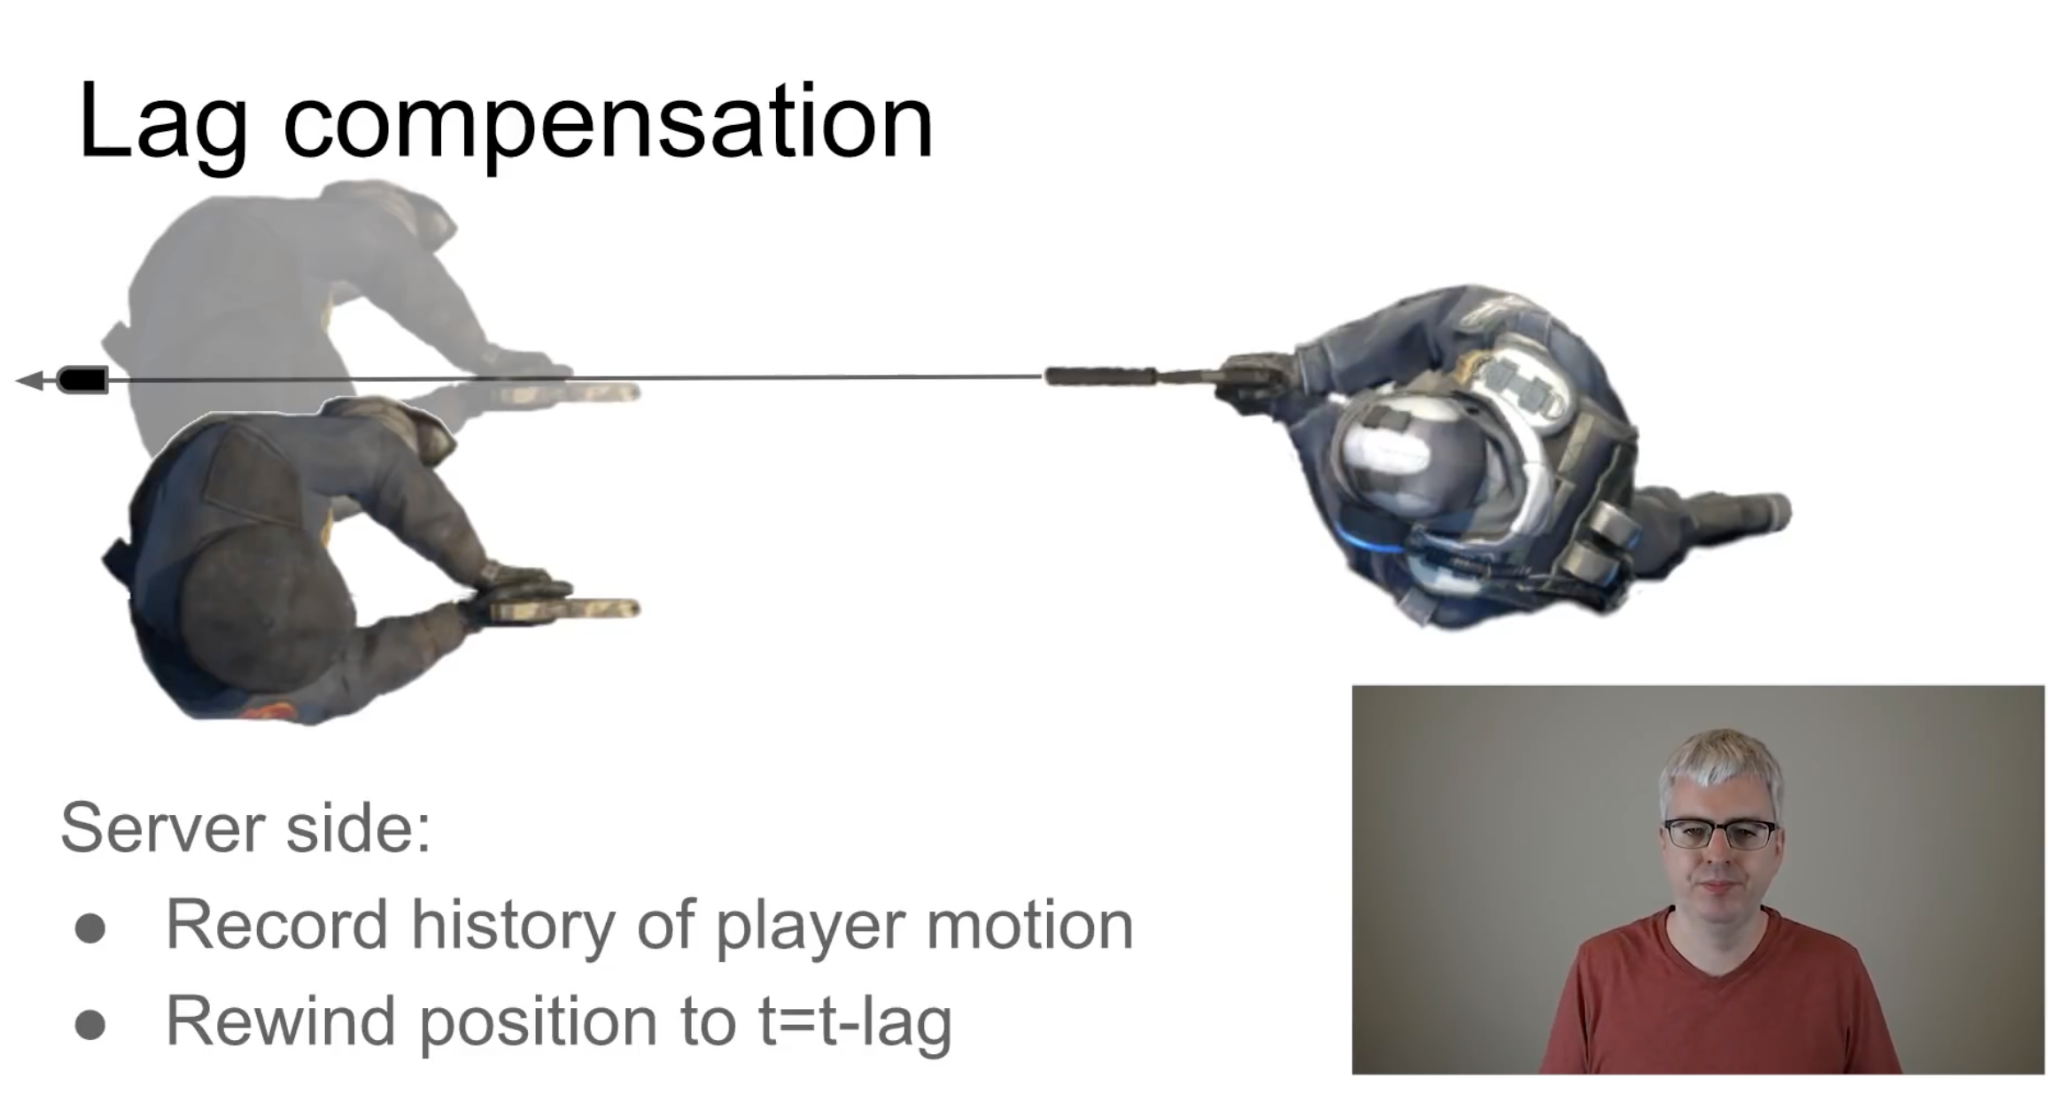 Lag compensation
Server side:
● Record history of player motion
● Rewind position to t=t-lag